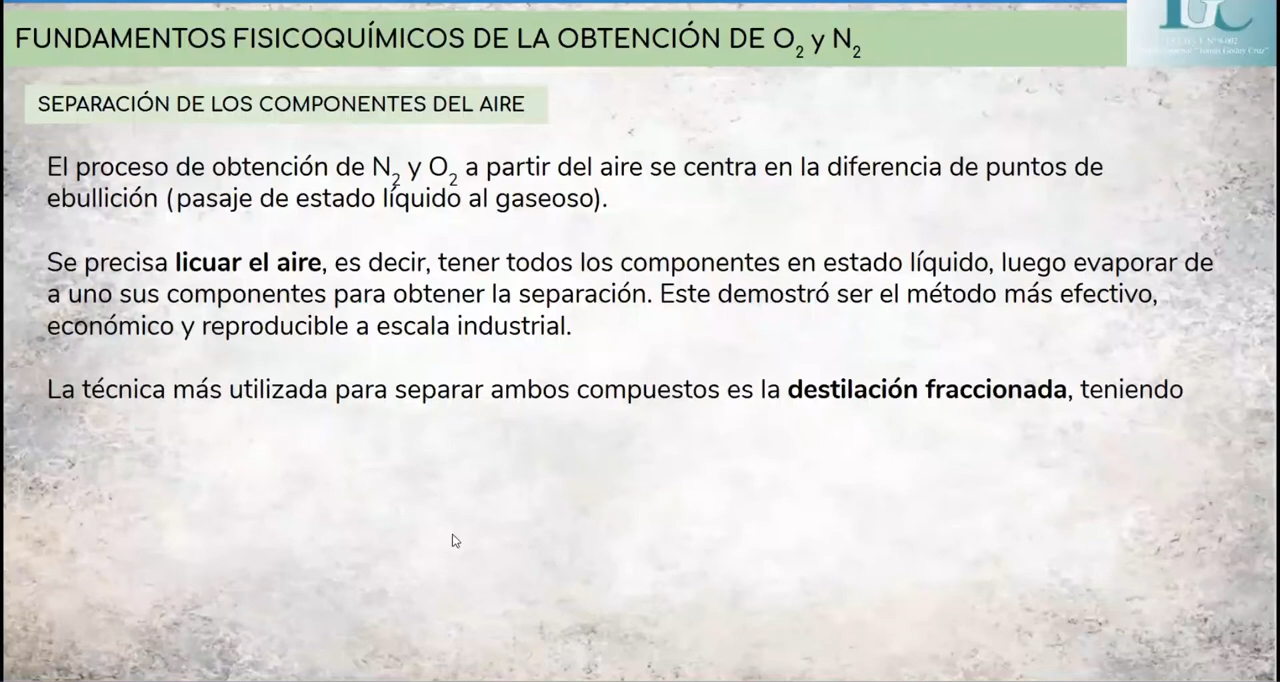 FUNDAMENTOS FISICOQUÍMICOS DE LA OBTENCIÓN DE O₂ y N₂
IGC
"Tomás Godoy Cruz"
SEPARACIÓN DE LOS COMPONENTES DEL AIRE
El proceso de obtención de N₂ y O₂ a partir del aire se centra en la diferencia de puntos de
ebullición (pasaje de estado líquido al gaseoso).
Se precisa licuar el aire, es decir, tener todos los componentes en estado líquido, luego evaporar de
a uno sus componentes para obtener la separación. Este demostró ser el método más efectivo,
económico y reproducible a escala industrial.
La técnica más utilizada para separar ambos compuestos es la destilación fraccionada, teniendo